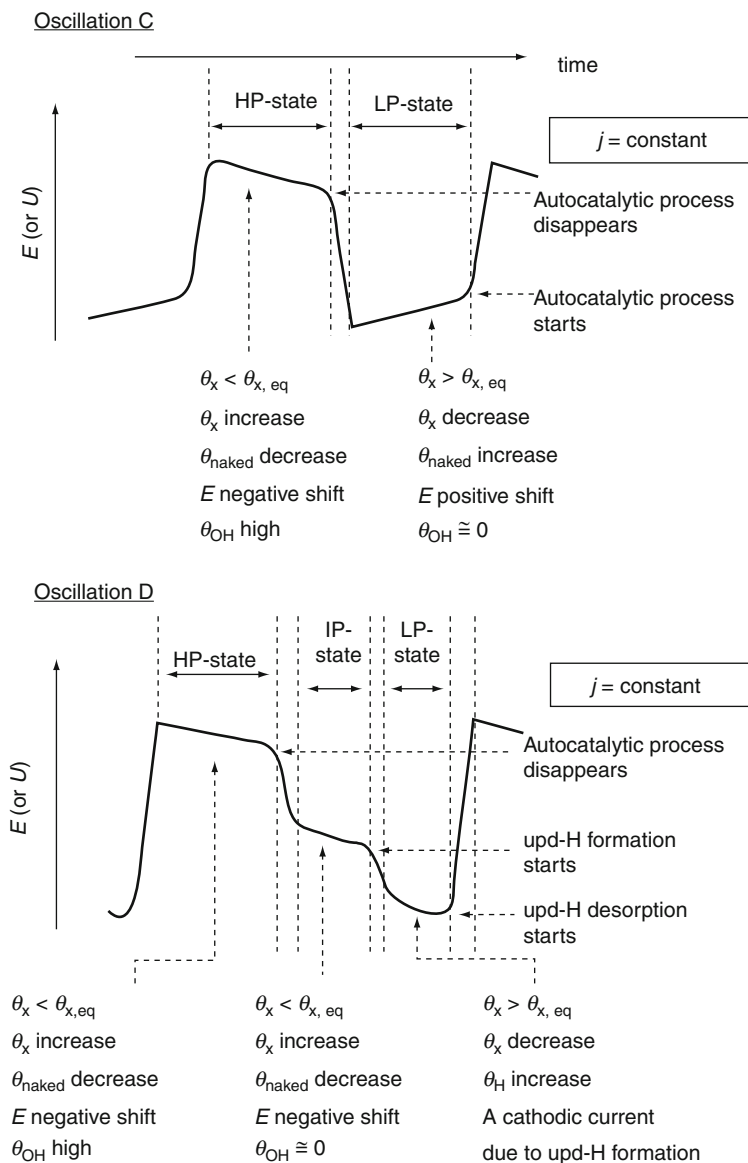 Oscillation C
time
HP-state
LP-state
j = constant
E (or U)
Autocatalytic process
disappears
Autocatalytic process
starts
θx < θx, eq
θx increase
θnaked decrease
E negative shift
θOH high
θx > θx, eq
θx decrease
θnaked increase
E positive shift
θOH ≅ 0
Oscillation D
HP-state
IP-
state
LP-
state
j = constant
E (or U)
Autocatalytic process
disappears
upd-H formation
starts
upd-H desorption
starts
θx < θx,eq
θx increase
θnaked decrease
E negative shift
θOH high
θx < θx, eq
θx increase
θnaked decrease
E negative shift
θOH ≅ 0
θx > θx, eq
θx decrease
θH increase
A cathodic current
due to upd-H formation